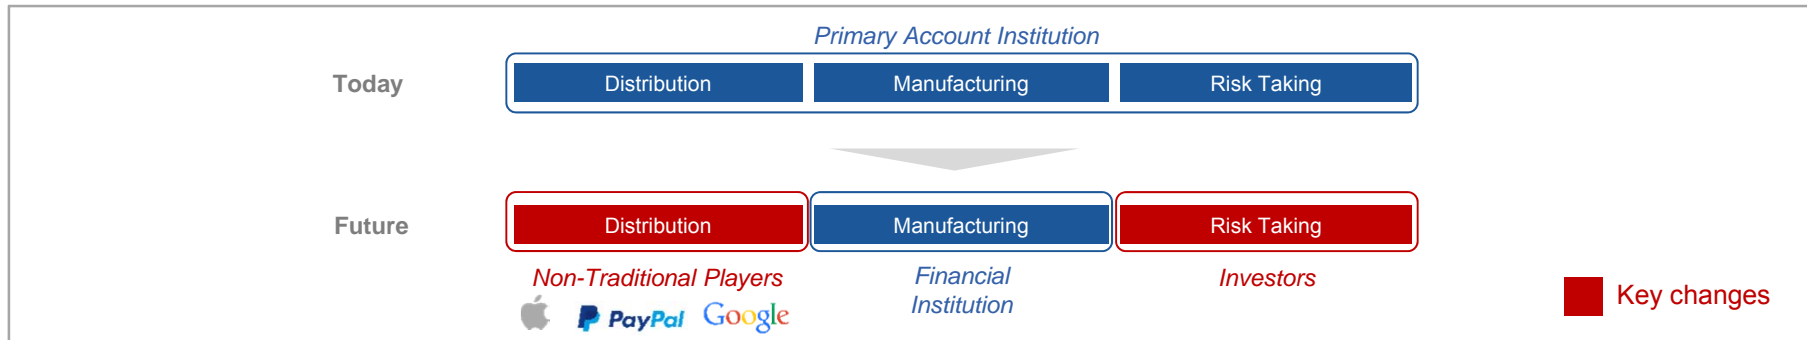 Primary Account Institution
Today
Distribution
Manufacturing
Risk Taking
Future
Distribution
Manufacturing
Risk Taking
Non-Traditional Players
Financial
Institution
Investors
PayPal
Google
Key changes